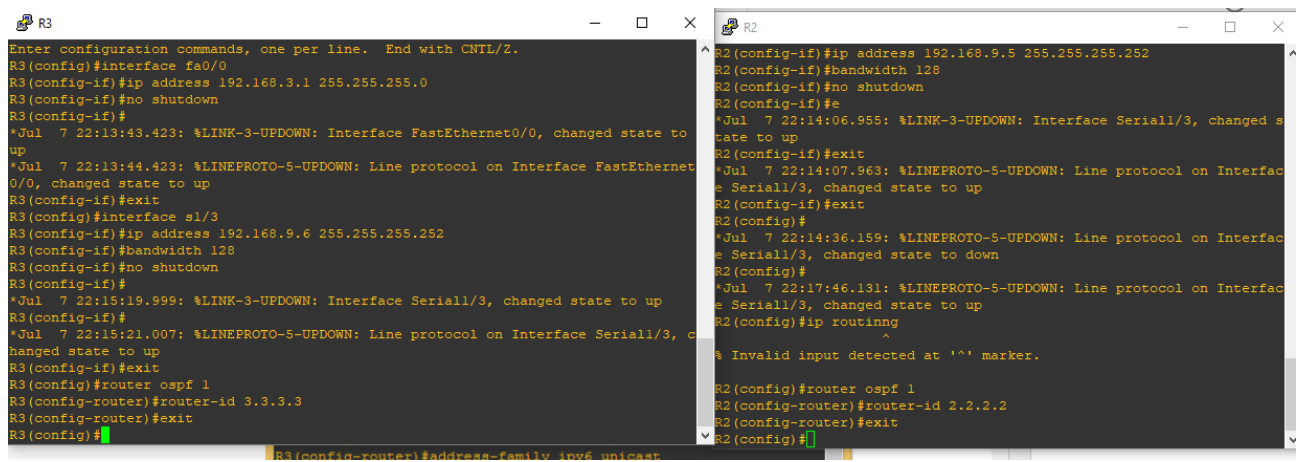 R3
Enter configuration commands, one per line.  End with CNTL/Z.
R3(config)#interface fa0/0
R3(config-if)#ip address 192.168.3.1 255.255.255.0
R3(config-if)#no shutdown
R3(config-if)#
*Jul  7 22:13:43.423: %LINK-3-UPDOWN: Interface FastEthernet0/0, changed state to
up
*Jul  7 22:13:44.423: %LINEPROTO-5-UPDOWN: Line protocol on Interface FastEthernet
0/0, changed state to up
R3(config-if)#exit
R3(config)#interface s1/3
R3(config-if)#ip address 192.168.9.6 255.255.255.252
R3(config-if)#bandwidth 128
R3(config-if)#no shutdown
R3(config-if)#
*Jul  7 22:15:19.999: %LINK-3-UPDOWN: Interface Serial1/3, changed state to up
R3(config-if)#
*Jul  7 22:15:21.007: %LINEPROTO-5-UPDOWN: Line protocol on Interface Serial1/3, c
hanged state to up
R3(config-if)#exit
R3(config)#router ospf 1
R3(config-router)#router-id 3.3.3.3
R3(config-router)#exit
R3(config)#
R2
R2(config-if)#ip address 192.168.9.5 255.255.255.252
R2(config-if)#bandwidth 128
R2(config-if)#no shutdown
R2(config-if)#e
*Jul  7 22:14:06.955: %LINK-3-UPDOWN: Interface Serial1/3, changed s
tate to up
R2(config-if)#exit
*Jul  7 22:14:07.963: %LINEPROTO-5-UPDOWN: Line protocol on Interfac
e Serial1/3, changed state to up
R2(config-if)#exit
R2(config)#
*Jul  7 22:14:36.159: %LINEPROTO-5-UPDOWN: Line protocol on Interfac
e Serial1/3, changed state to down
R2(config)#
*Jul  7 22:17:46.131: %LINEPROTO-5-UPDOWN: Line protocol on Interfac
e Serial1/3, changed state to up
R2(config)#ip routinng
^
% Invalid input detected at '^' marker.
R2(config)#router ospf 1
R2(config-router)#router-id 2.2.2.2
R2(config-router)#exit
R2(config)#
R3(config-router)#address-family ipv6 unicast